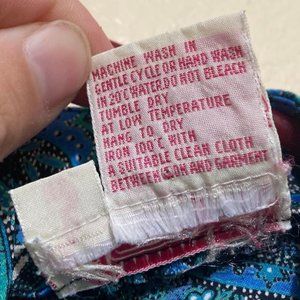 MACHINE WASH IN
GENTLE CYCLE OR HAND WASH
IN 20°C WATER.DO NOT BLEACH
TUMBLE DRY
AT LOW TEMPERATURE
HANG TO DRY
IRON 100°C WITH
A SUITABLE CLEAN CLOTH
BETWEEN &ON AND GARMENT